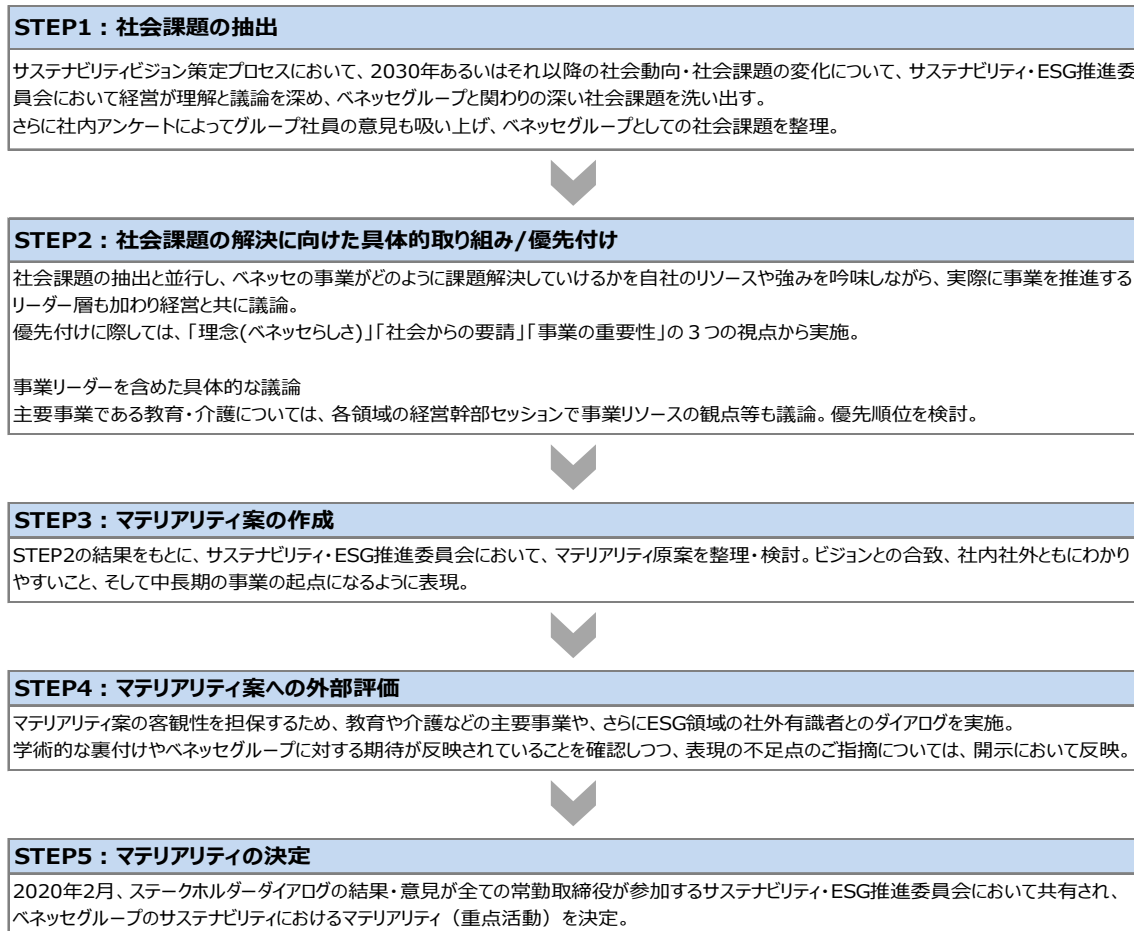 STEP1：社会課題の抽出
サステナビリティビジョン策定プロセスにおいて、2030年あるいはそれ以降の社会動向・社会課題の変化について、サステナビリティ・ESG推進委
員会において経営が理解と議論を深め、ベネッセグループと関わりの深い社会課題を洗い出す。
さらに社内アンケートによってグループ社員の意見も吸い上げ、ベネッセグループとしての社会課題を整理。
STEP2：社会課題の解決に向けた具体的取り組み/優先付け
社会課題の抽出と並行し、ベネッセの事業がどのように課題解決していけるかを自社のリソースや強みを吟味しながら、実際に事業を推進する
リーダー層も加わり経営と共に議論。
優先付けに際しては、「理念(ベネッセらしさ)」「社会からの要請」「事業の重要性」の３つの視点から実施。
事業リーダーを含めた具体的な議論
主要事業である教育・介護については、各領域の経営幹部セッションで事業リソースの観点等も議論。優先順位を検討。
STEP3：マテリアリティ案の作成
STEP2の結果をもとに、サステナビリティ・ESG推進委員会において、マテリアリティ原案を整理・検討。ビジョンとの合致、社内社外ともにわかり
やすいこと、そして中長期の事業の起点になるように表現。
STEP4：マテリアリティ案への外部評価
マテリアリティ案の客観性を担保するため、教育や介護などの主要事業や、さらにESG領域の社外有識者とのダイアログを実施。
学術的な裏付けやベネッセグループに対する期待が反映されていることを確認しつつ、表現の不足点のご指摘については、開示において反映。
STEP5：マテリアリティの決定
2020年2月、ステークホルダーダイアログの結果・意見が全ての常勤取締役が参加するサステナビリティ・ESG推進委員会において共有され、
ベネッセグループのサステナビリティにおけるマテリアリティ（重点活動）を決定。